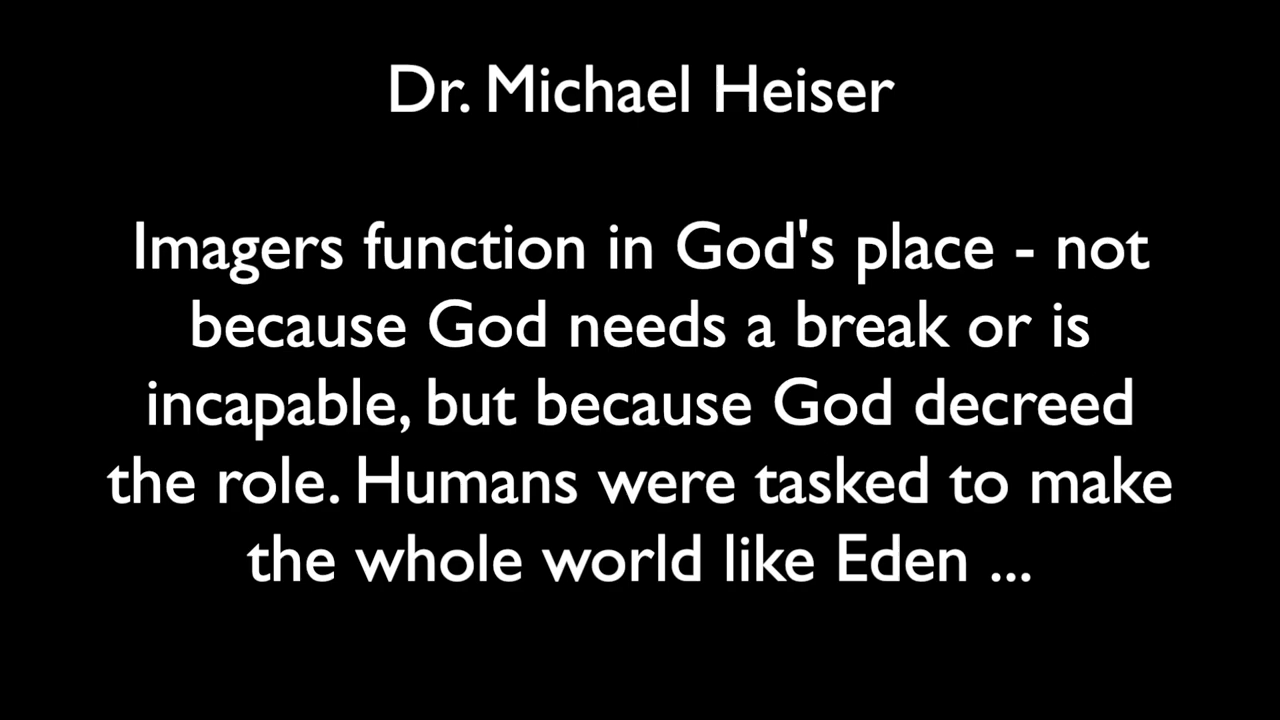 Dr. Michael Heiser
Imagers function in God's place - not
because God needs a break or is
incapable, but because God decreed
the role. Humans were tasked to make
the whole world like Eden ...